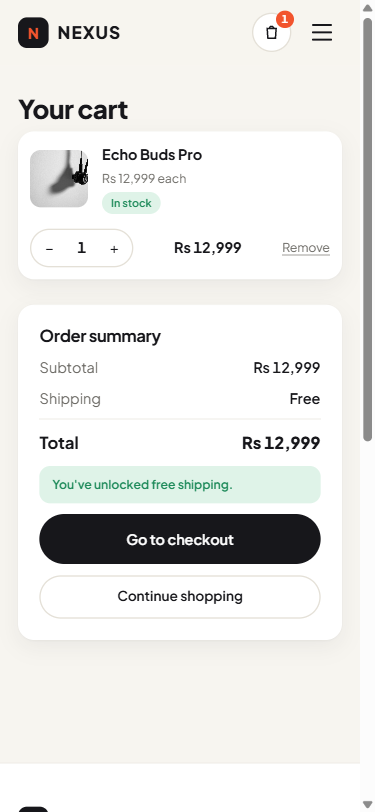 N NEXUS 1
Your cart
Echo Buds Pro
Rs 12,999 each
In stock
− 1 + Rs 12,999 Remove
Order summary
Subtotal Rs 12,999
Shipping Free
Total Rs 12,999
You've unlocked free shipping.
Go to checkout
Continue shopping